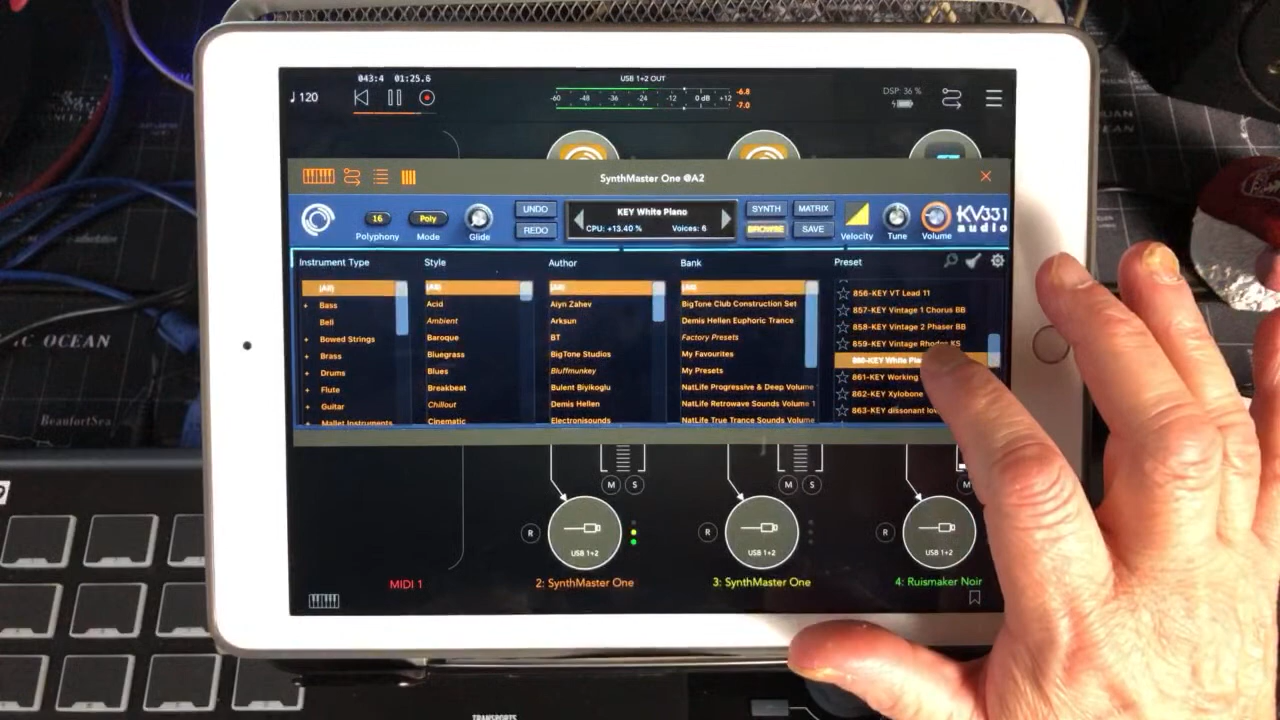 043:4 01:25.6
USB 1+2 OUT
♩ 120
-60 -48 -36 -24 -12 0 dB +12
-6.8
-7.0
DSP: 36 %
SynthMaster One @A2
16
Poly
Polyphony Mode Glide
UNDO
REDO
KEY White Piano
CPU: +13.40 % Voices: 6
SYNTH MATRIX
BROWSE SAVE
Velocity Tune Volume
KV331
audio
Instrument Type
(All)
+ Bass
Bell
+ Bowed Strings
+ Brass
+ Drums
+ Flute
+ Guitar
+ Mallet Instruments
Style
(All)
Acid
Ambient
Baroque
Bluegrass
Blues
Breakbeat
Chillout
Cinematic
Author
(All)
Aiyn Zahev
Arksun
BT
BigTone Studios
Bluffmunkey
Bulent Biyikoglu
Demis Hellen
Electronisounds
Bank
(All)
BigTone Club Construction Set
Demis Hellen Euphoric Trance
Factory Presets
My Favourites
My Presets
NatLife Progressive & Deep Volume
NatLife Retrowave Sounds Volume 1
NatLife True Trance Sounds Volume
Preset
856-KEY VT Lead 11
857-KEY Vintage 1 Chorus BB
858-KEY Vintage 2 Phaser BB
859-KEY Vintage Rhodes KS
860-KEY White
861-KEY Working
862-KEY Xylobone
863-KEY dissonant
M S
M S
M
R
USB 1+2
R
USB 1+2
R
USB 1+2
MIDI 1
2: SynthMaster One
3: SynthMaster One
4: Ruismaker Noir
OCEAN
BeaufortSea
TRANSPORTS